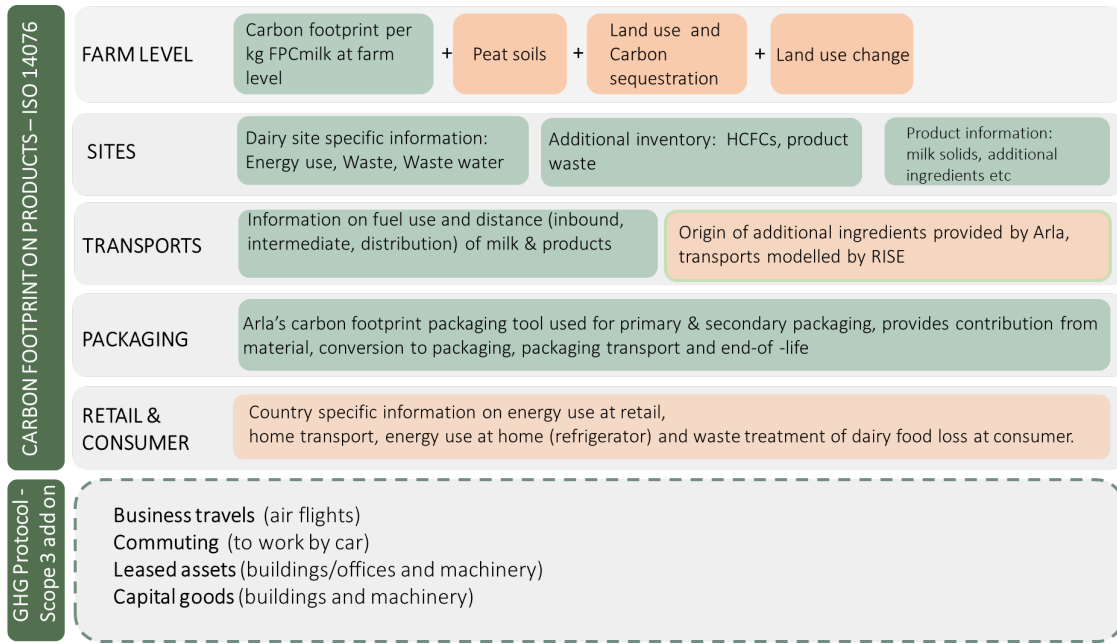 CARBON FOOTPRINT ON PRODUCTS – ISO 14076
FARM LEVEL
Carbon footprint per
kg FPCmilk at farm
level
+
Peat soils
+
Land use and
Carbon
sequestration
+
Land use change
SITES
Dairy site specific information:
Energy use, Waste, Waste water
Additional inventory: HCFCs, product
waste
Product information:
milk solids, additional
ingredients etc
TRANSPORTS
Information on fuel use and distance (inbound,
intermediate, distribution) of milk & products
Origin of additional ingredients provided by Arla,
transports modelled by RISE
PACKAGING
Arla's carbon footprint packaging tool used for primary & secondary packaging, provides contribution from
material, conversion to packaging, packaging transport and end-of -life
RETAIL &
CONSUMER
Country specific information on energy use at retail,
home transport, energy use at home (refrigerator) and waste treatment of dairy food loss at consumer.
GHG Protocol -
Scope 3 add on
Business travels (air flights)
Commuting (to work by car)
Leased assets (buildings/offices and machinery)
Capital goods (buildings and machinery)